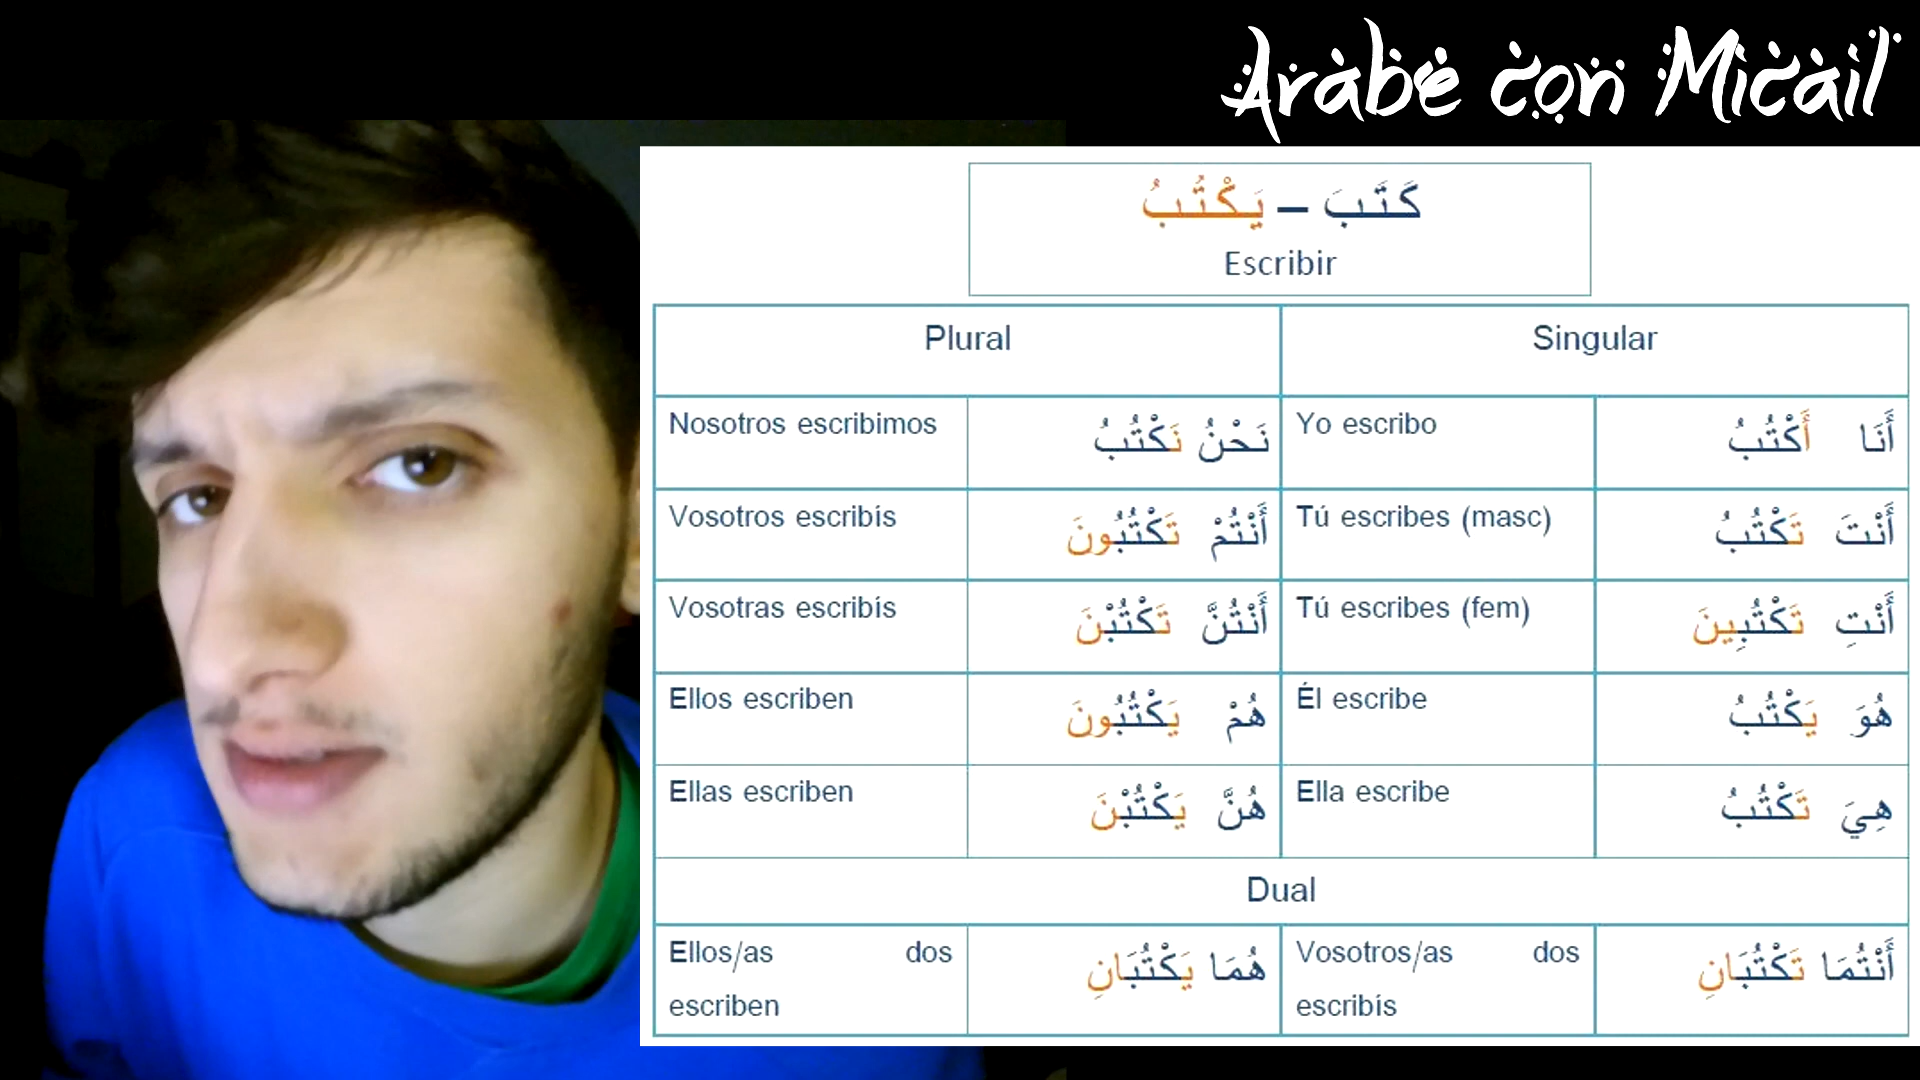 Arabe con Micail
كَتَبَ – يَكْتُبُ
Escribir
Plural
Singular
Nosotros escribimos
نَحْنُ نَكْتُبُ
Yo escribo
أَنَا أَكْتُبُ
Vosotros escribís
أَنْتُمْ تَكْتُبُونَ
Tú escribes (masc)
أَنْتَ تَكْتُبُ
Vosotras escribís
أَنْتُنَّ تَكْتُبْنَ
Tú escribes (fem)
أَنْتِ تَكْتُبِينَ
Ellos escriben
هُمْ يَكْتُبُونَ
Él escribe
هُوَ يَكْتُبُ
Ellas escriben
هُنَّ يَكْتُبْنَ
Ella escribe
هِيَ تَكْتُبُ
Dual
Ellos/as dos
escriben
هُمَا يَكْتُبَانِ
Vosotros/as dos
escribís
أَنْتُمَا تَكْتُبَانِ